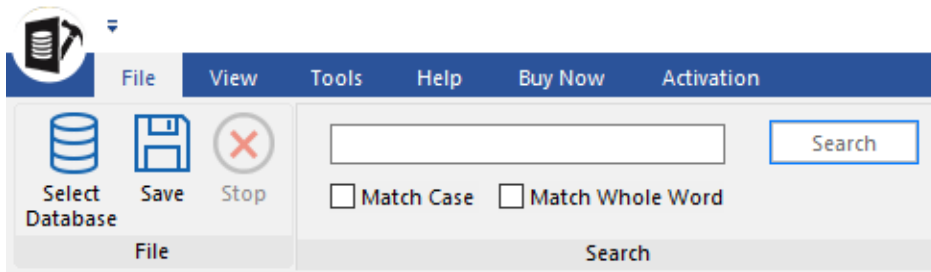 File View Tools Help Buy Now Activation
Search
Select Database Save Stop
Match Case Match Whole Word
File Search